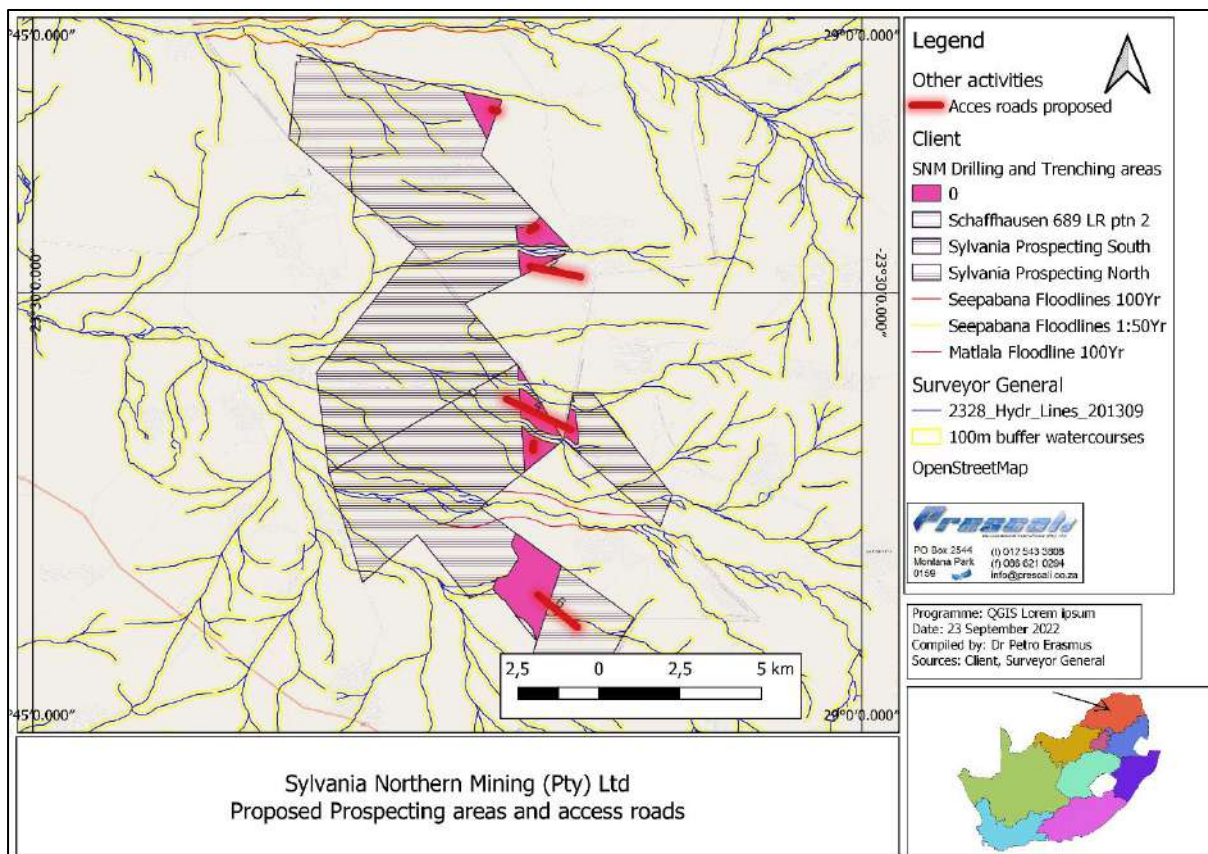 °45'0.000"
29°0'0.000"
-23°30'0.000"
23°30'0.000"
6
2,5 0 2,5 5 km
°45'0.000"
29°0'0.000"
Sylvania Northern Mining (Pty) Ltd
Proposed Prospecting areas and access roads
Legend
Other activities
Acces roads proposed
Client
SNM Drilling and Trenching areas
0
Schaffhausen 689 LR ptn 2
Sylvania Prospecting South
Sylvania Prospecting North
Seepabana Floodlines 100Yr
Seepabana Floodlines 1:50Yr
Matlala Floodline 100Yr
Surveyor General
2328_Hydr_Lines_201309
100m buffer watercourses
OpenStreetMap
Prescali
PO Box 2544
Montana Park
0159
(t) 012 543 3808
(f) 086 621 0294
info@prescali.co.za
Programme: QGIS Lorem ipsum
Date: 23 September 2022
Compiled by: Dr Petro Erasmus
Sources: Client, Surveyor General